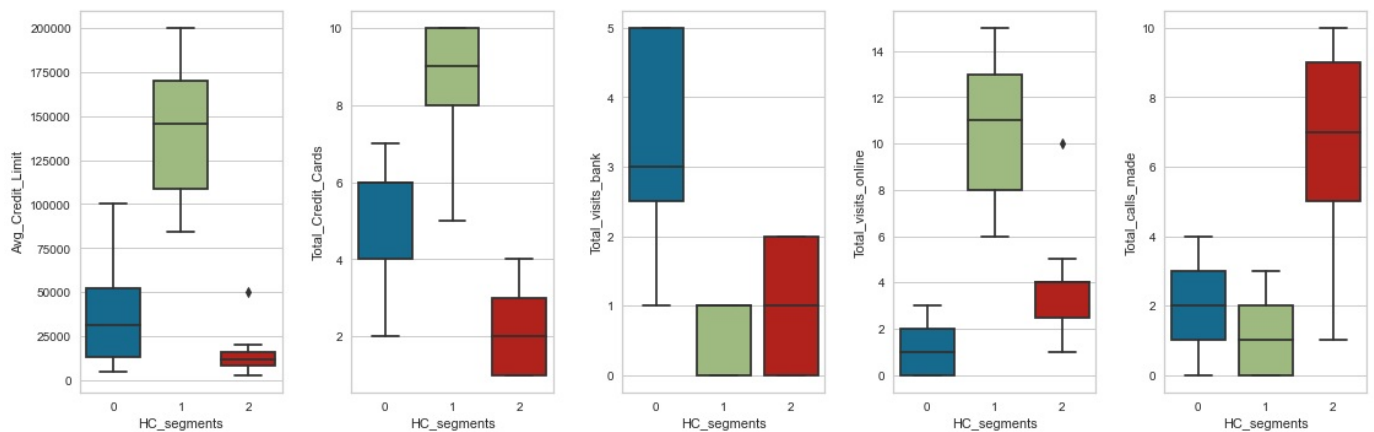 Avg_Credit_Limit
200000
175000
150000
125000
100000
75000
50000
25000
0
0 1 2
HC_segments
Total_Credit_Cards
10
8
6
4
2
0 1 2
HC_segments
Total_visits_bank
5
4
3
2
1
0
0 1 2
HC_segments
Total_visits_online
14
12
10
8
6
4
2
0
0 1 2
HC_segments
Total_calls_made
10
8
6
4
2
0
0 1 2
HC_segments